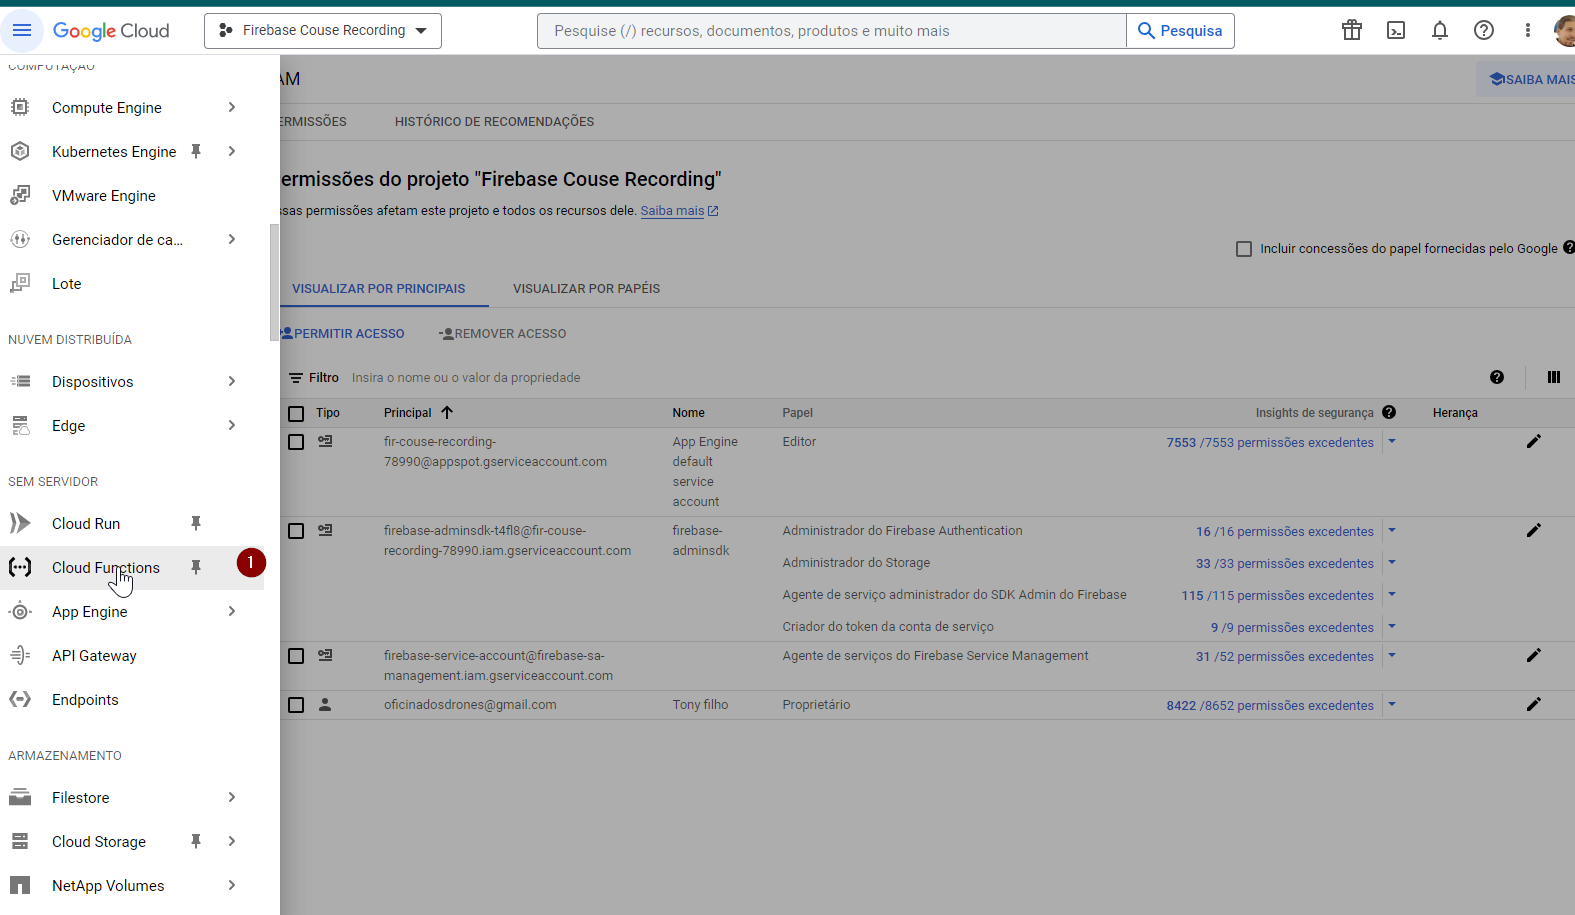 Google Cloud
Firebase Couse Recording
Pesquise (/) recursos, documentos, produtos e muito mais
Pesquisa
COMPUTAÇÃO
Compute Engine
Kubernetes Engine
VMware Engine
Gerenciador de ca...
Lote
NUVEM DISTRIBUÍDA
Dispositivos
Edge
SEM SERVIDOR
Cloud Run
Cloud Functions
1
App Engine
API Gateway
Endpoints
ARMAZENAMENTO
Filestore
Cloud Storage
NetApp Volumes
AM
SAIBA MAIS
ERMISSÕES
HISTÓRICO DE RECOMENDAÇÕES
ermissões do projeto "Firebase Couse Recording"
ssas permissões afetam este projeto e todos os recursos dele. Saiba mais
Incluir concessões do papel fornecidas pelo Google
VISUALIZAR POR PRINCIPAIS
VISUALIZAR POR PAPÉIS
PERMITIR ACESSO
REMOVER ACESSO
Filtro
Insira o nome ou o valor da propriedade
Tipo
Principal
Nome
Papel
Insights de segurança
Herança
fir-couse-recording-
78990@appspot.gserviceaccount.com
App Engine
default
service
account
Editor
7553 /7553 permissões excedentes
firebase-adminsdk-t4fl8@fir-couse-
recording-78990.iam.gserviceaccount.com
firebase-
adminsdk
Administrador do Firebase Authentication
16 /16 permissões excedentes
Administrador do Storage
33 /33 permissões excedentes
Agente de serviço administrador do SDK Admin do Firebase
115 /115 permissões excedentes
Criador do token da conta de serviço
9 /9 permissões excedentes
firebase-service-account@firebase-sa-
management.iam.gserviceaccount.com
Agente de serviços do Firebase Service Management
31 /52 permissões excedentes
oficinadosdrones@gmail.com
Tony filho
Proprietário
8422 /8652 permissões excedentes